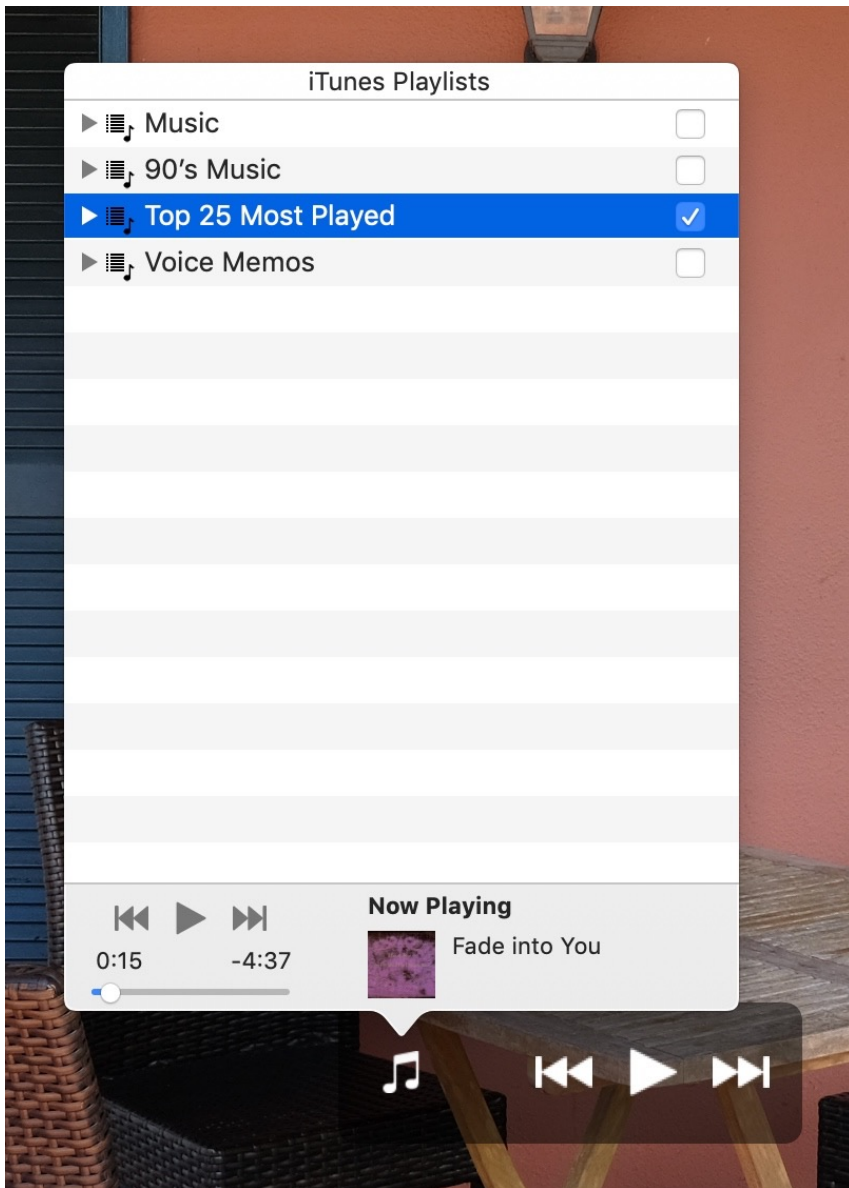 iTunes Playlists
Music
90’s Music
Top 25 Most Played
Voice Memos
Now Playing
Fade into You
0:15 -4:37